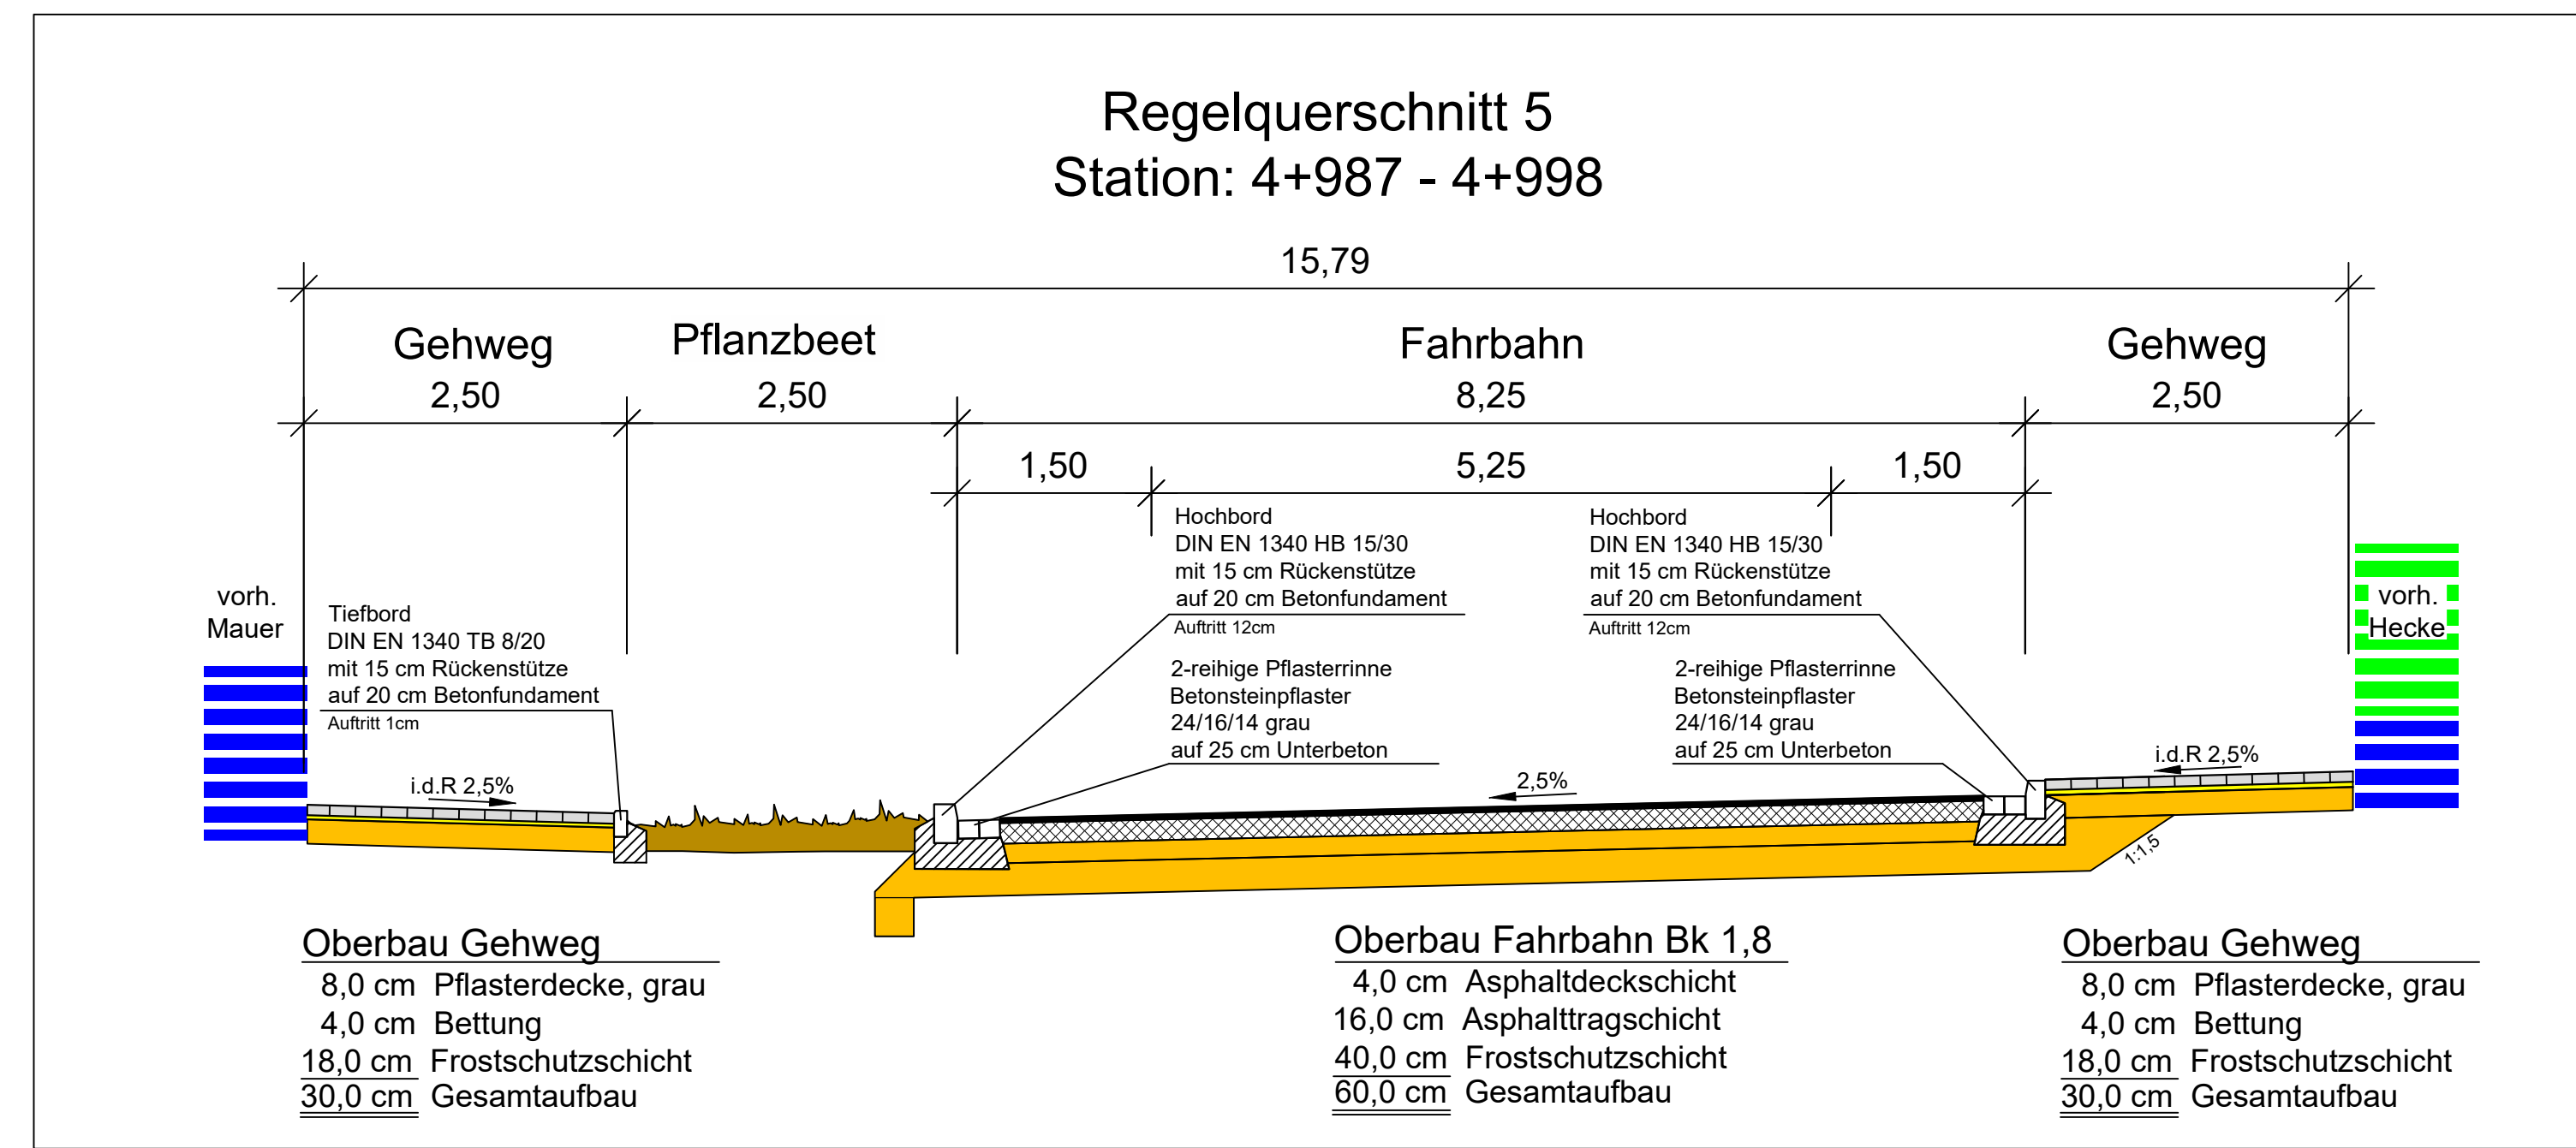 Regelquerschnitt 5
Station: 4+987 - 4+998
15,79
Gehweg
2,50
Pflanzbeet
2,50
Fahrbahn
8,25
Gehweg
2,50
1,50
5,25
1,50
vorh.
Mauer
Tiefbord
DIN EN 1340 TB 8/20
mit 15 cm Rückenstütze
auf 20 cm Betonfundament
Auftritt 1cm
Hochbord
DIN EN 1340 HB 15/30
mit 15 cm Rückenstütze
auf 20 cm Betonfundament
Auftritt 12cm
2-reihige Pflasterrinne
Betonsteinpflaster
24/16/14 grau
auf 25 cm Unterbeton
Hochbord
DIN EN 1340 HB 15/30
mit 15 cm Rückenstütze
auf 20 cm Betonfundament
Auftritt 12cm
2-reihige Pflasterrinne
Betonsteinpflaster
24/16/14 grau
auf 25 cm Unterbeton
vorh.
Hecke
i.d.R 2,5%
2,5%
i.d.R 2,5%
1:1,5
Oberbau Gehweg
8,0 cm Pflasterdecke, grau
4,0 cm Bettung
18,0 cm Frostschutzschicht
30,0 cm Gesamtaufbau
Oberbau Fahrbahn Bk 1,8
4,0 cm Asphaltdeckschicht
16,0 cm Asphalttragschicht
40,0 cm Frostschutzschicht
60,0 cm Gesamtaufbau
Oberbau Gehweg
8,0 cm Pflasterdecke, grau
4,0 cm Bettung
18,0 cm Frostschutzschicht
30,0 cm Gesamtaufbau